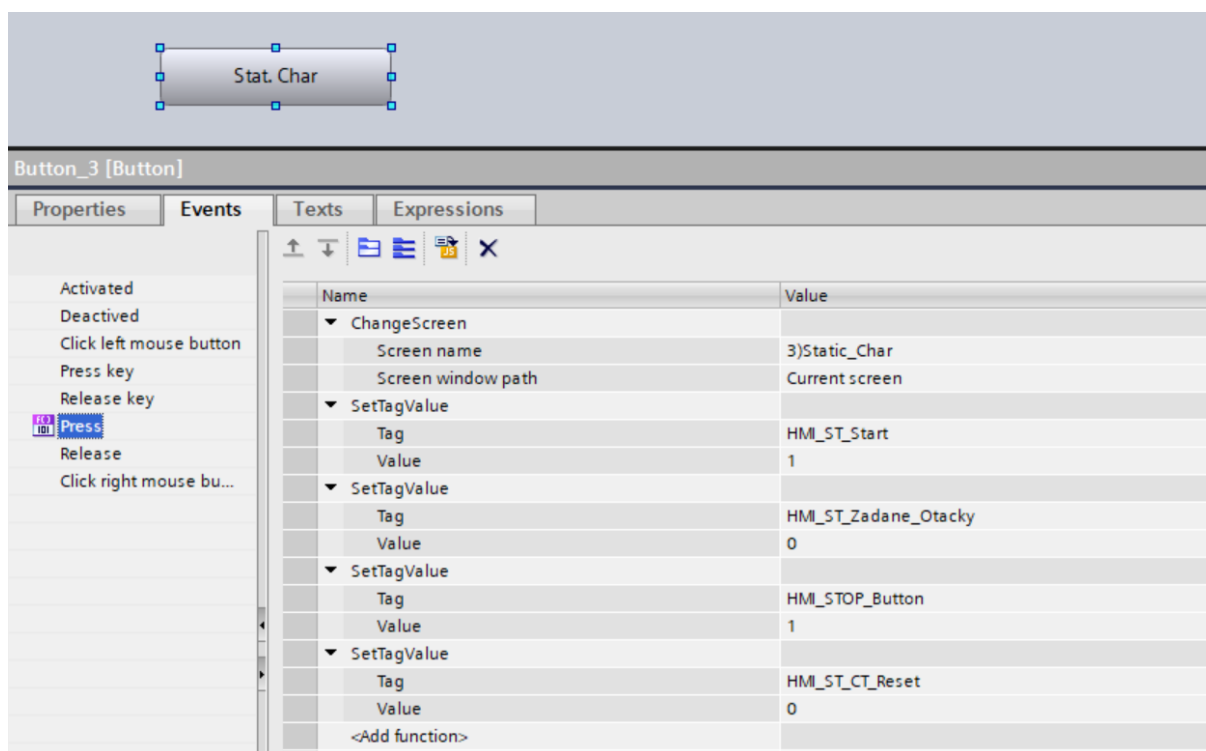 Stat. Char
Button_3 [Button]
Properties Events Texts Expressions
Name Value
Activated
Deactived
Click left mouse button
Press key
Release key
Press
Release
Click right mouse bu...
ChangeScreen
Screen name 3)Static_Char
Screen window path Current screen
SetTagValue
Tag HMI_ST_Start
Value 1
SetTagValue
Tag HMI_ST_Zadane_Otacky
Value 0
SetTagValue
Tag HMI_STOP_Button
Value 1
SetTagValue
Tag HMI_ST_CT_Reset
Value 0
<Add function>